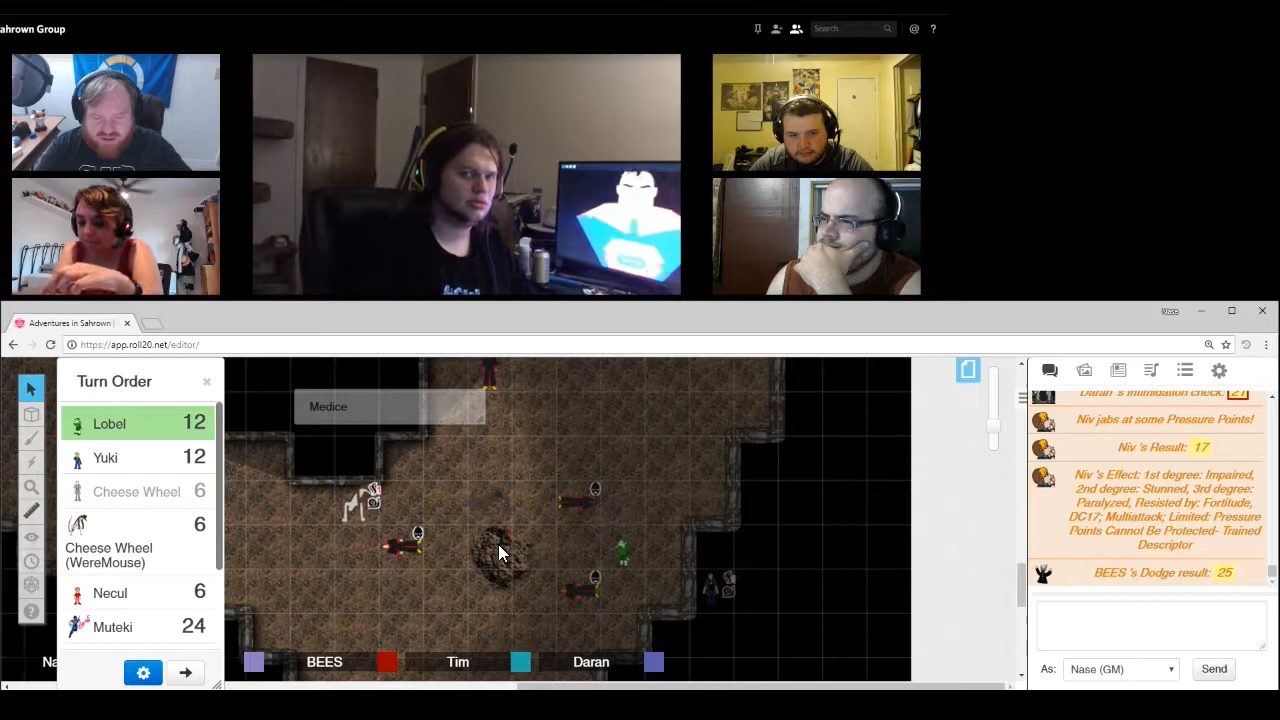 ahrown Group
Search
@ ?
Adventures in Sahrown |
https://app.roll20.net/editor/
Turn Order
Lobel 12
Yuki 12
Cheese Wheel 6
6
Cheese Wheel
(WereMouse)
Necul 6
Muteki 24
Medice
Na
BEES
Tim
Daran
Daran's Intimidation check: 21
Niv jabs at some Pressure Points!
Niv 's Result: 17
Niv 's Effect: 1st degree: Impaired,
2nd degree: Stunned, 3rd degree:
Paralyzed, Resisted by: Fortitude,
DC17; Multiattack; Limited: Pressure
Points Cannot Be Protected- Trained
Descriptor
BEES 's Dodge result: 25
As: Nase (GM) Send